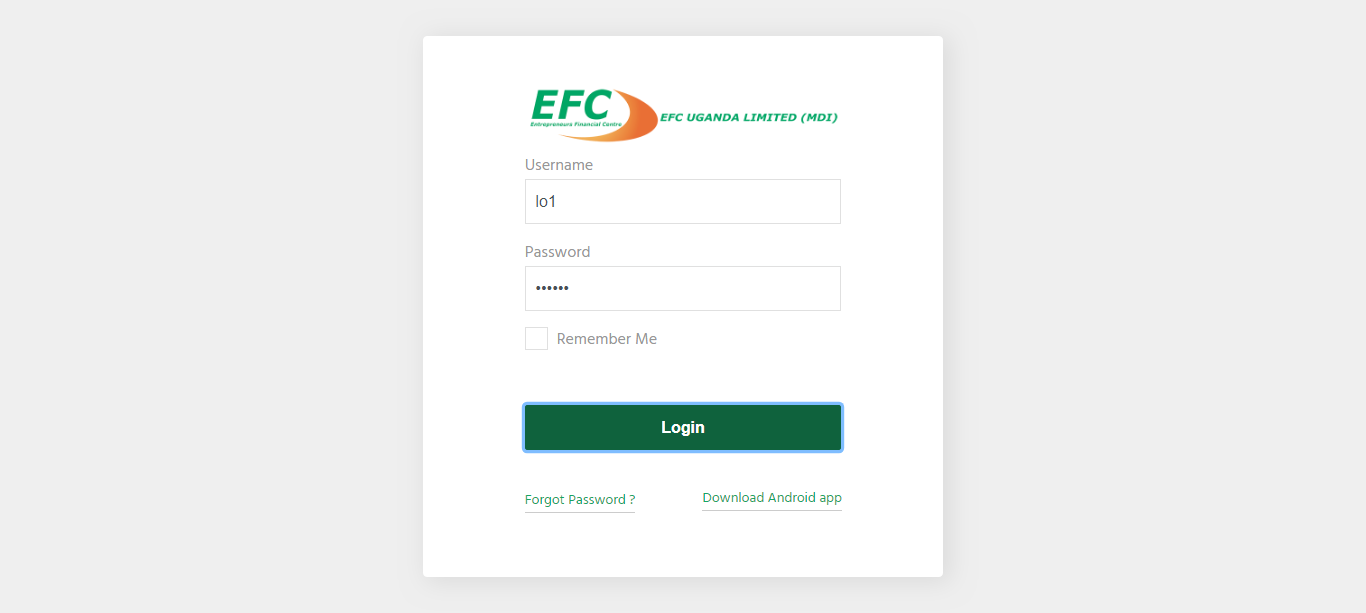 EFC
Entrepreneurs Financial Centre
EFC UGANDA LIMITED (MDI)
Username
lo1
Password
••••••
Remember Me
Login
Forgot Password ?
Download Android app